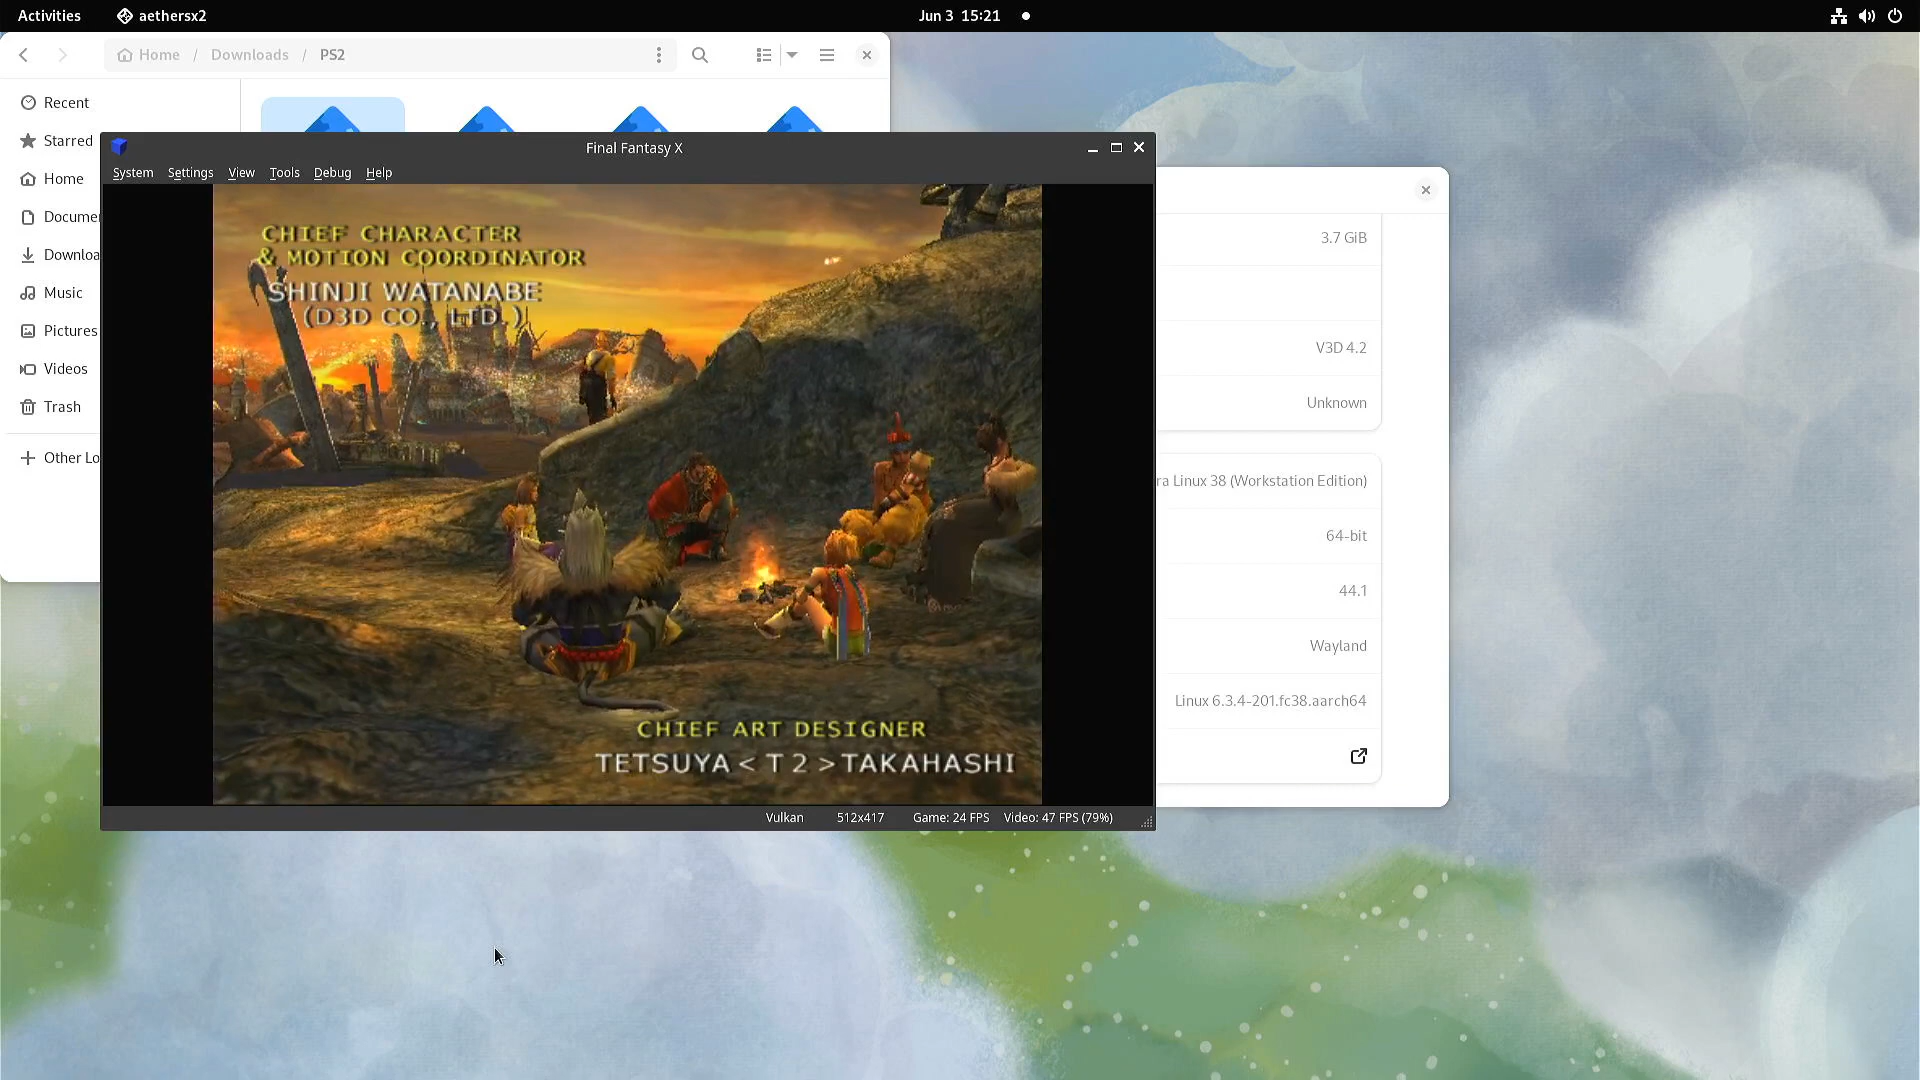 Activities
aethersx2
Jun 3 15:21
Home / Downloads / PS2
Recent
Starred
Home
Docume
Downloa
Music
Pictures
Videos
Trash
Other Lo
Final Fantasy X
System Settings View Tools Debug Help
CHIEF CHARACTER
& MOTION COORDINATOR
SHINJI WATANABE
(D3D CO., LTD.)
CHIEF ART DESIGNER
TETSUYA < T 2 > TAKAHASHI
Vulkan 512x417 Game: 24 FPS Video: 47 FPS (79%)
3.7 GiB
V3D 4.2
Unknown
ra Linux 38 (Workstation Edition)
64-bit
44.1
Wayland
Linux 6.3.4-201.fc38.aarch64